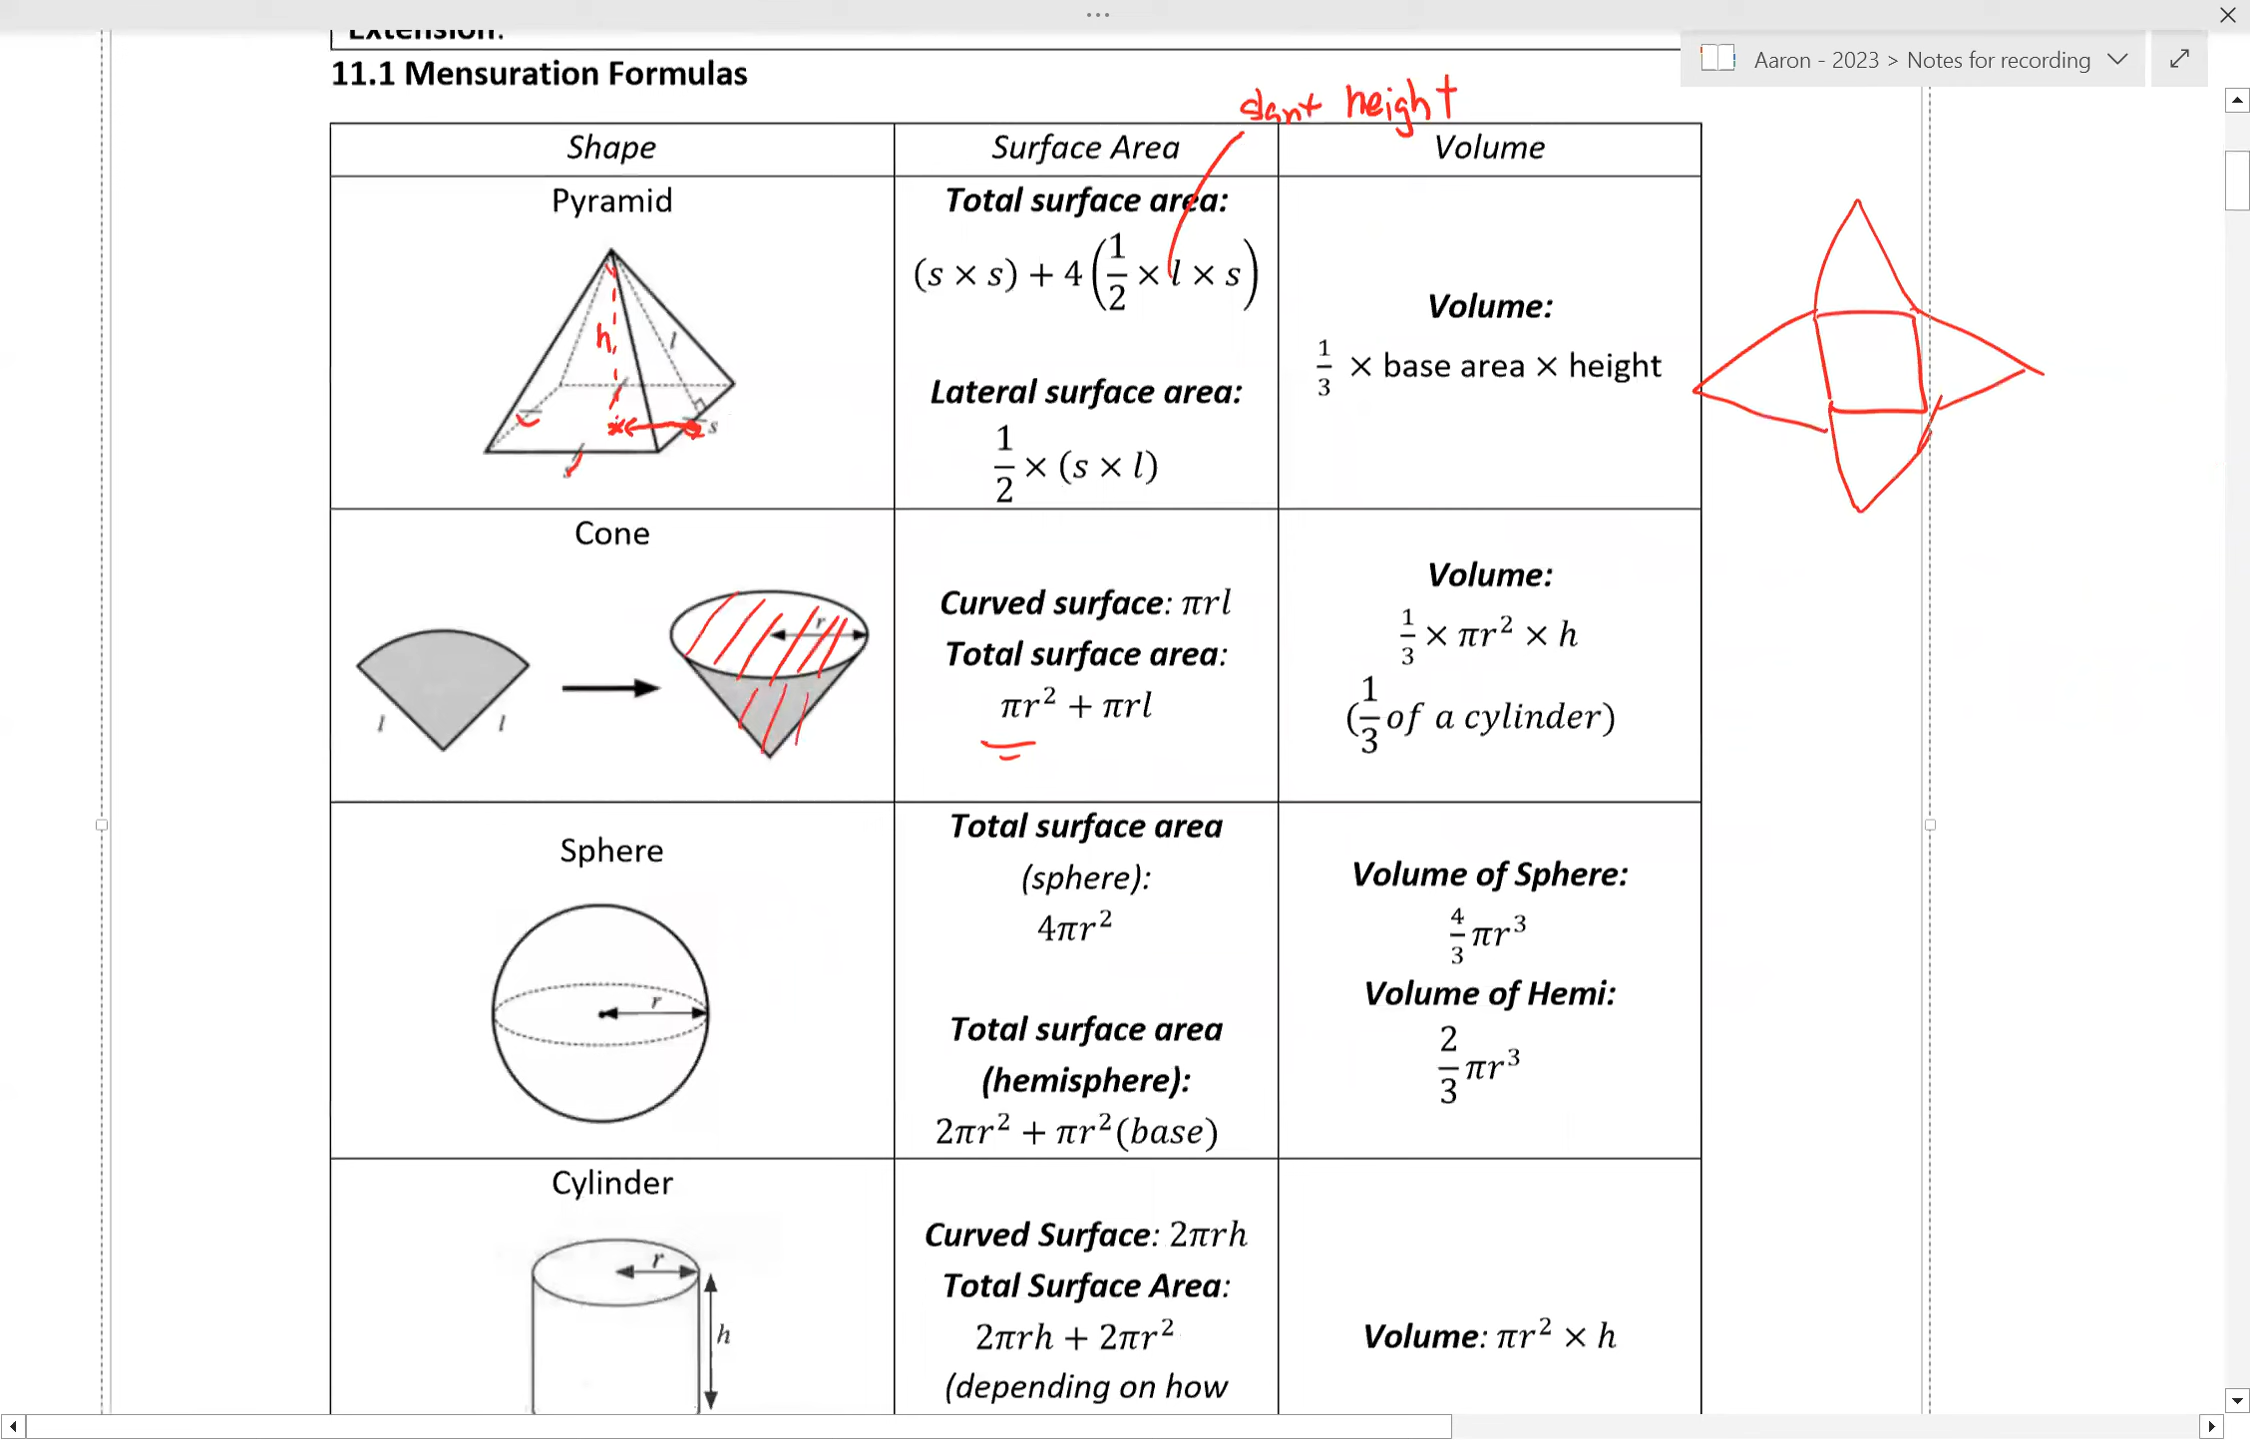 Extension:
11.1 Mensuration Formulas
Aaron - 2023 > Notes for recording
slant height
Shape
Surface Area
Volume
Pyramid
h
l
s
Total surface area:
(s × s) + 4(1/2 × l × s)
Lateral surface area:
1/2 × (s × l)
Volume:
1/3 × base area × height
Cone
l
l
r
Curved surface: πrl
Total surface area:
πr² + πrl
Volume:
1/3 × πr² × h
(1/3 of a cylinder)
Sphere
r
Total surface area
(sphere):
4πr²
Total surface area
(hemisphere):
2πr² + πr²(base)
Volume of Sphere:
4/3 πr³
Volume of Hemi:
2/3 πr³
Cylinder
r
h
Curved Surface: 2πrh
Total Surface Area:
2πrh + 2πr²
(depending on how
Volume: πr² × h